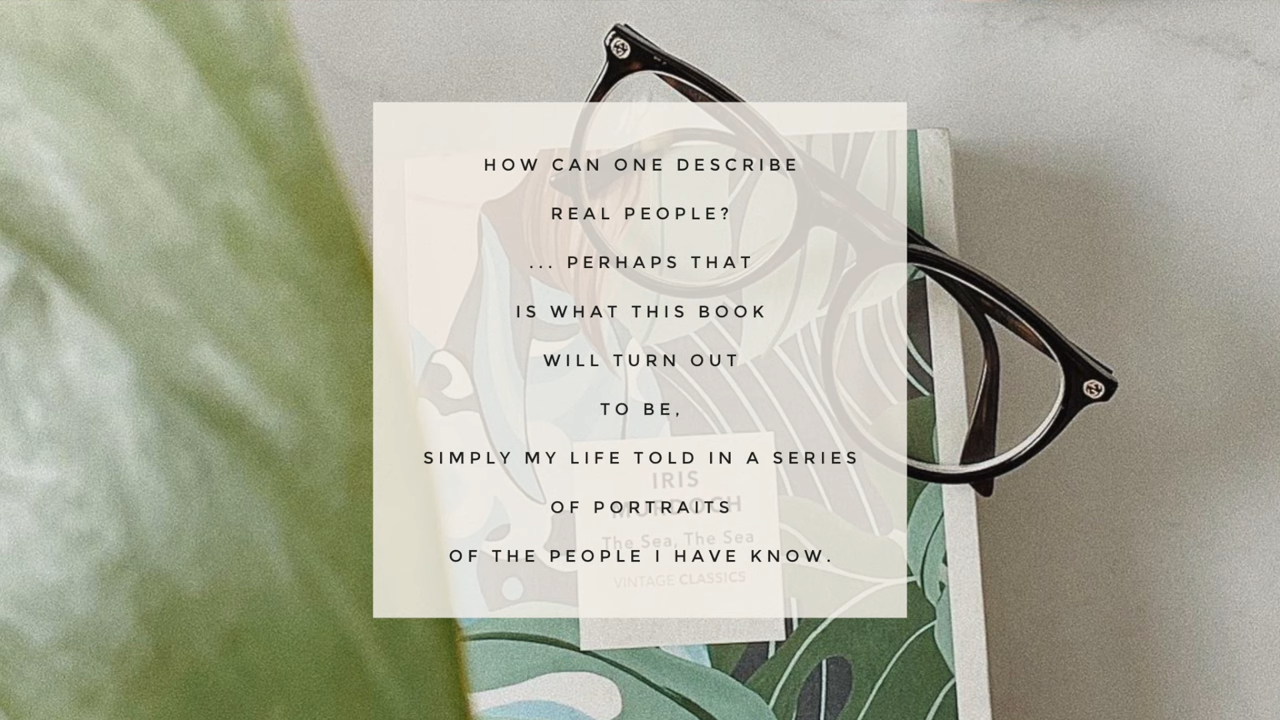 HOW CAN ONE DESCRIBE
REAL PEOPLE?
... PERHAPS THAT
IS WHAT THIS BOOK
WILL TURN OUT
TO BE,
SIMPLY MY LIFE TOLD IN A SERIES
OF PORTRAITS
OF THE PEOPLE I HAVE KNOW.
IRIS
MURDOCH
The Sea, The Sea
VINTAGE CLASSICS